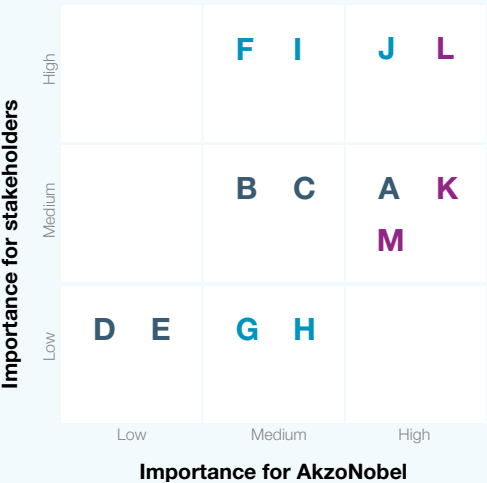 Importance for stakeholders
High
F I J L
Medium
B C A K
M
Low
D E G H
Low Medium High
Importance for AkzoNobel